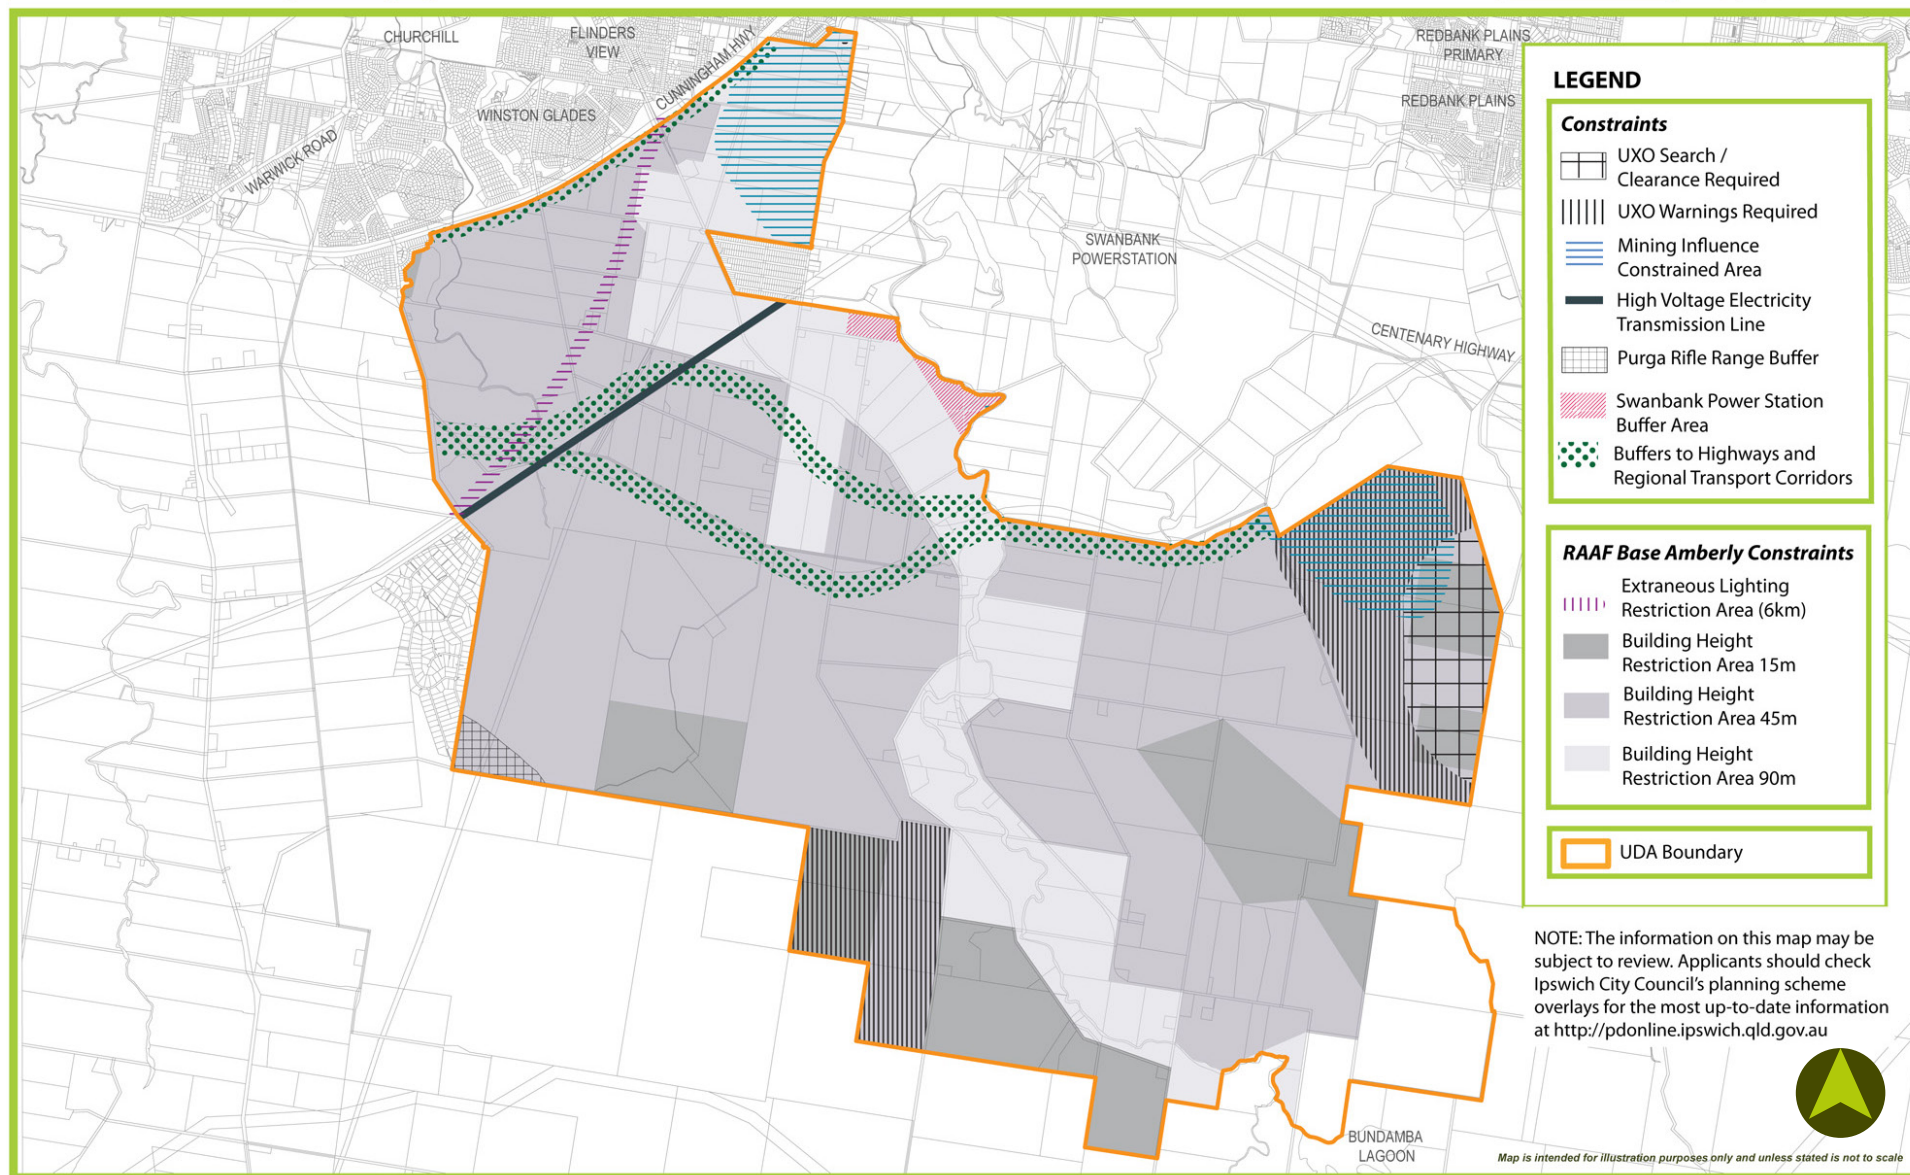 CHURCHILL
FLINDERS
VIEW
CUNNINGHAM HWY
REDBANK PLAINS
PRIMARY
WINSTON GLADES
REDBANK PLAINS
WARWICK ROAD
SWANBANK
POWERSTATION
CENTENARY HIGHWAY
BUNDAMBA
LAGOON
LEGEND
Constraints
UXO Search /
Clearance Required
UXO Warnings Required
Mining Influence
Constrained Area
High Voltage Electricity
Transmission Line
Purga Rifle Range Buffer
Swanbank Power Station
Buffer Area
Buffers to Highways and
Regional Transport Corridors
RAAF Base Amberly Constraints
Extraneous Lighting
Restriction Area (6km)
Building Height
Restriction Area 15m
Building Height
Restriction Area 45m
Building Height
Restriction Area 90m
UDA Boundary
NOTE: The information on this map may be
subject to review. Applicants should check
Ipswich City Council's planning scheme
overlays for the most up-to-date information
at http://pdonline.ipswich.qld.gov.au
Map is intended for illustration purposes only and unless stated is not to scale